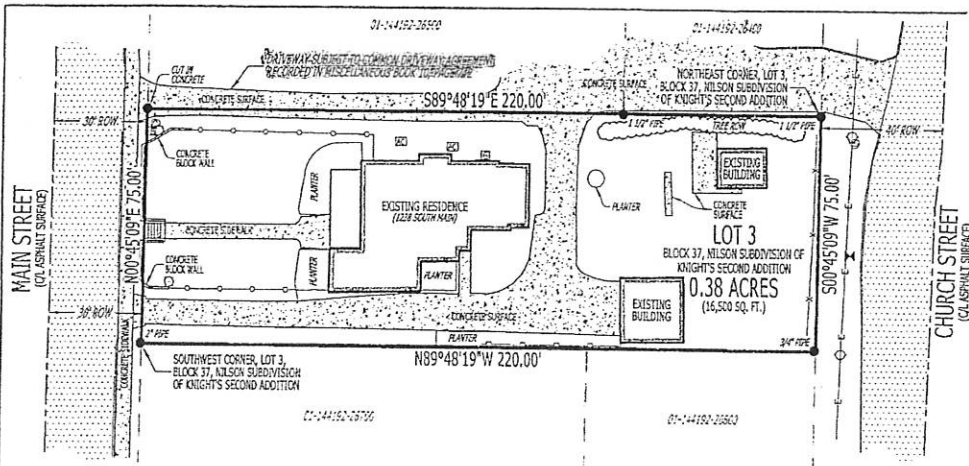 01-144192-26500
01-144192-26400
DRIVEWAY SUBJECT TO COMMON DRIVEWAY AGREEMENT
RECORDED IN MISCELLANEOUS BOOK
CUT IN
CONCRETE
CONCRETE SURFACE
S89°48'19"E 220.00'
CONCRETE SURFACE
NORTHEAST CORNER, LOT 3,
BLOCK 37, NILSON SUBDIVISION
OF KNIGHT'S SECOND ADDITION
30' ROW
1 1/2" PIPE
TREE ROW
1 1/2" PIPE
40' ROW
CONCRETE
BLOCK WALL
AC
AC
AC
PLANTER
EXISTING RESIDENCE
(1238 SOUTH MAIN)
EXISTING
BUILDING
PLANTER
CONCRETE
SURFACE
MAIN STREET
(C/L ASPHALT SURFACE)
N00°45'09"E 75.00'
CONCRETE SIDEWALK
LOT 3
BLOCK 37, NILSON SUBDIVISION OF
KNIGHT'S SECOND ADDITION
0.38 ACRES
(16,500 SQ. FT.)
S00°45'09"W 75.00'
CHURCH STREET
(C/L ASPHALT SURFACE)
CONCRETE
BLOCK WALL
PLANTER
PLANTER
EXISTING
BUILDING
30' ROW
CONCRETE SURFACE
2" PIPE
PLANTER
3/4" PIPE
CONCRETE SIDEWALK
SOUTHWEST CORNER, LOT 3,
BLOCK 37, NILSON SUBDIVISION
OF KNIGHT'S SECOND ADDITION
N89°48'19"W 220.00'
01-144192-26700
01-144192-26600